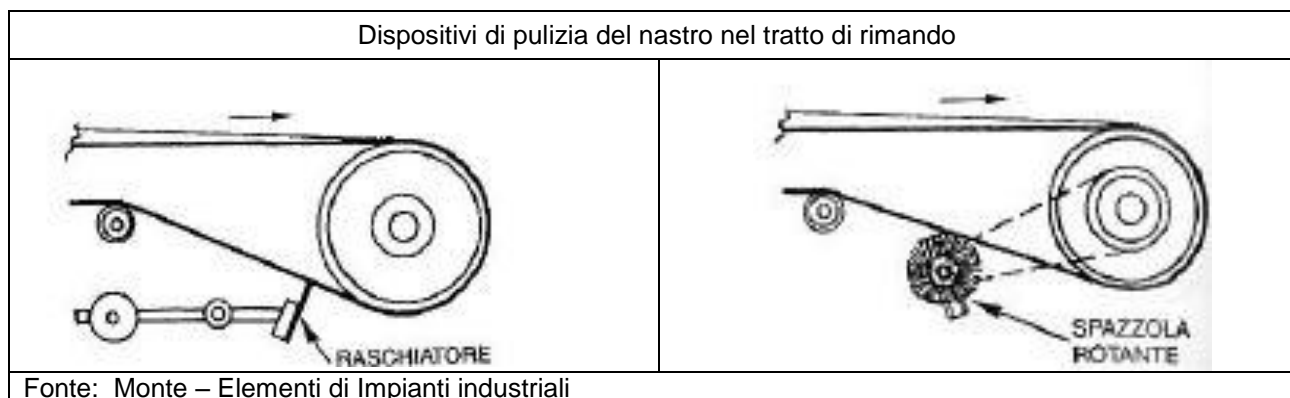 Dispositivi di pulizia del nastro nel tratto di rimando
RASCHIATORE
SPAZZOLA
ROTANTE
Fonte: Monte – Elementi di Impianti industriali